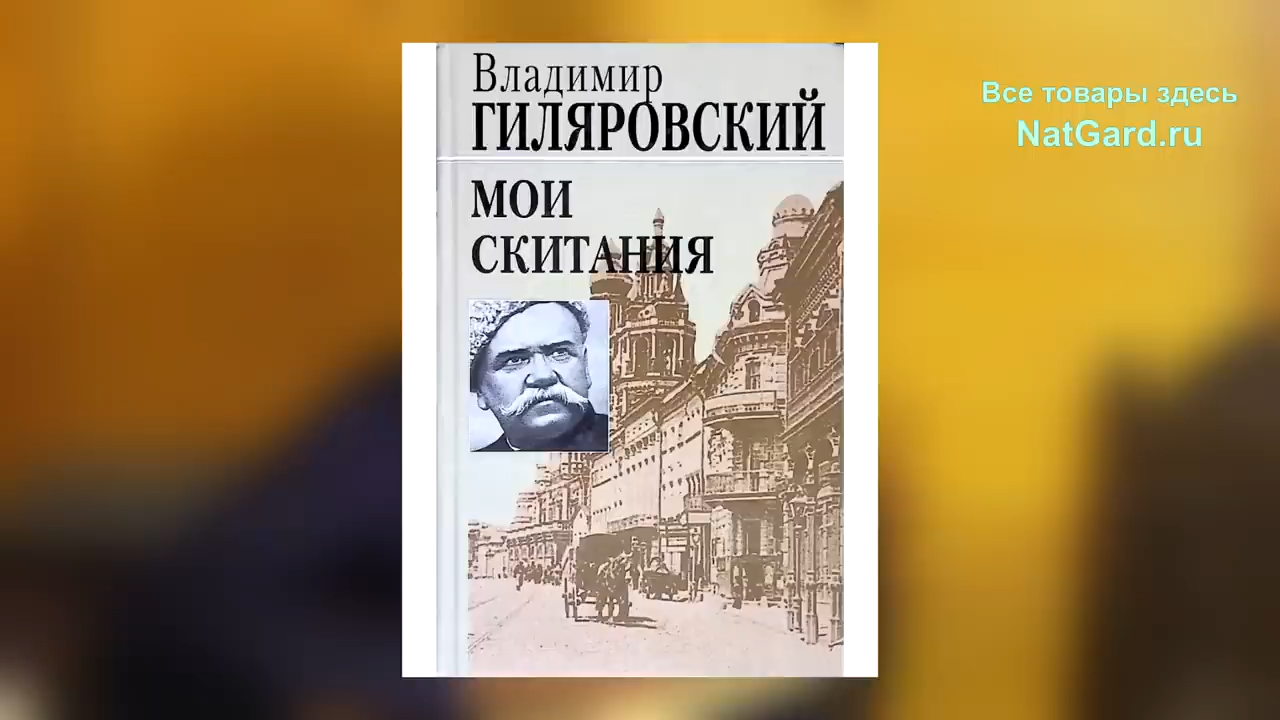 Владимир
ГИЛЯРОВСКИЙ
МОИ
СКИТАНИЯ
Все товары здесь
NatGard.ru